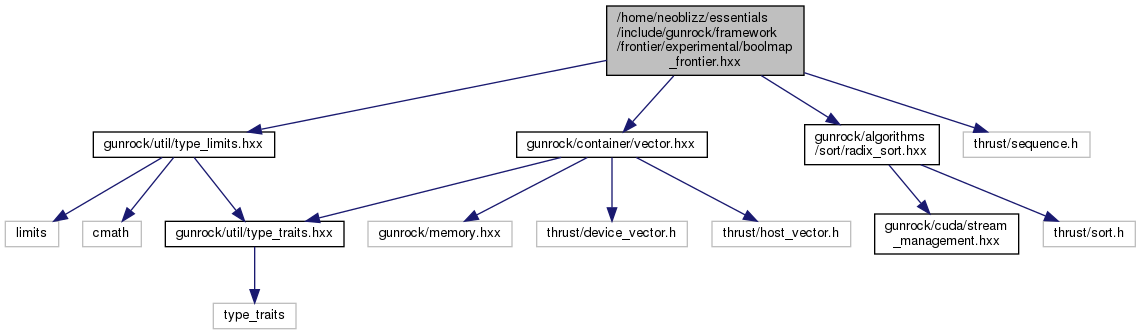 /home/neoblizz/essentials
/include/gunrock/framework
/frontier/experimental/boolmap
_frontier.hxx
gunrock/util/type_limits.hxx
gunrock/container/vector.hxx
gunrock/algorithms
/sort/radix_sort.hxx
thrust/sequence.h
limits
cmath
gunrock/util/type_traits.hxx
gunrock/memory.hxx
thrust/device_vector.h
thrust/host_vector.h
gunrock/cuda/stream
_management.hxx
thrust/sort.h
type_traits